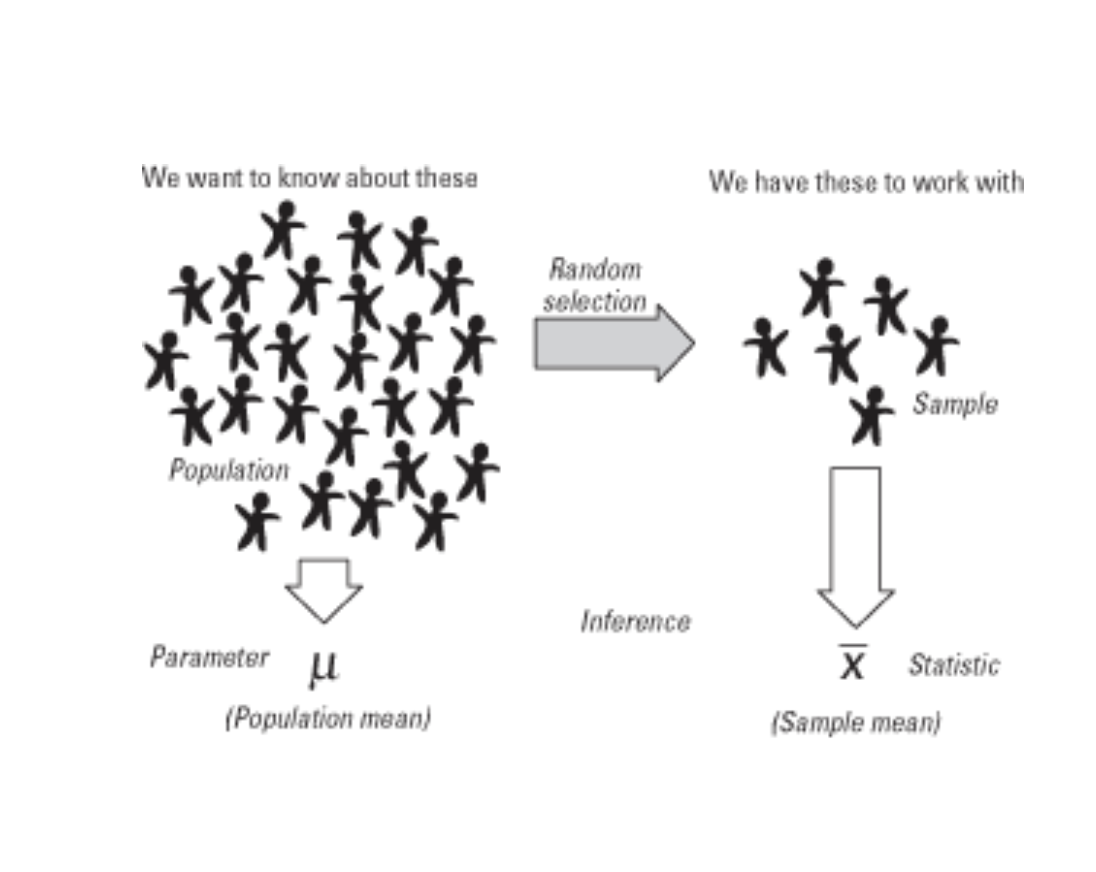 We want to know about these
We have these to work with
Random
selection
Sample
Population
Inference
Parameter μ
x̄ Statistic
(Population mean)
(Sample mean)